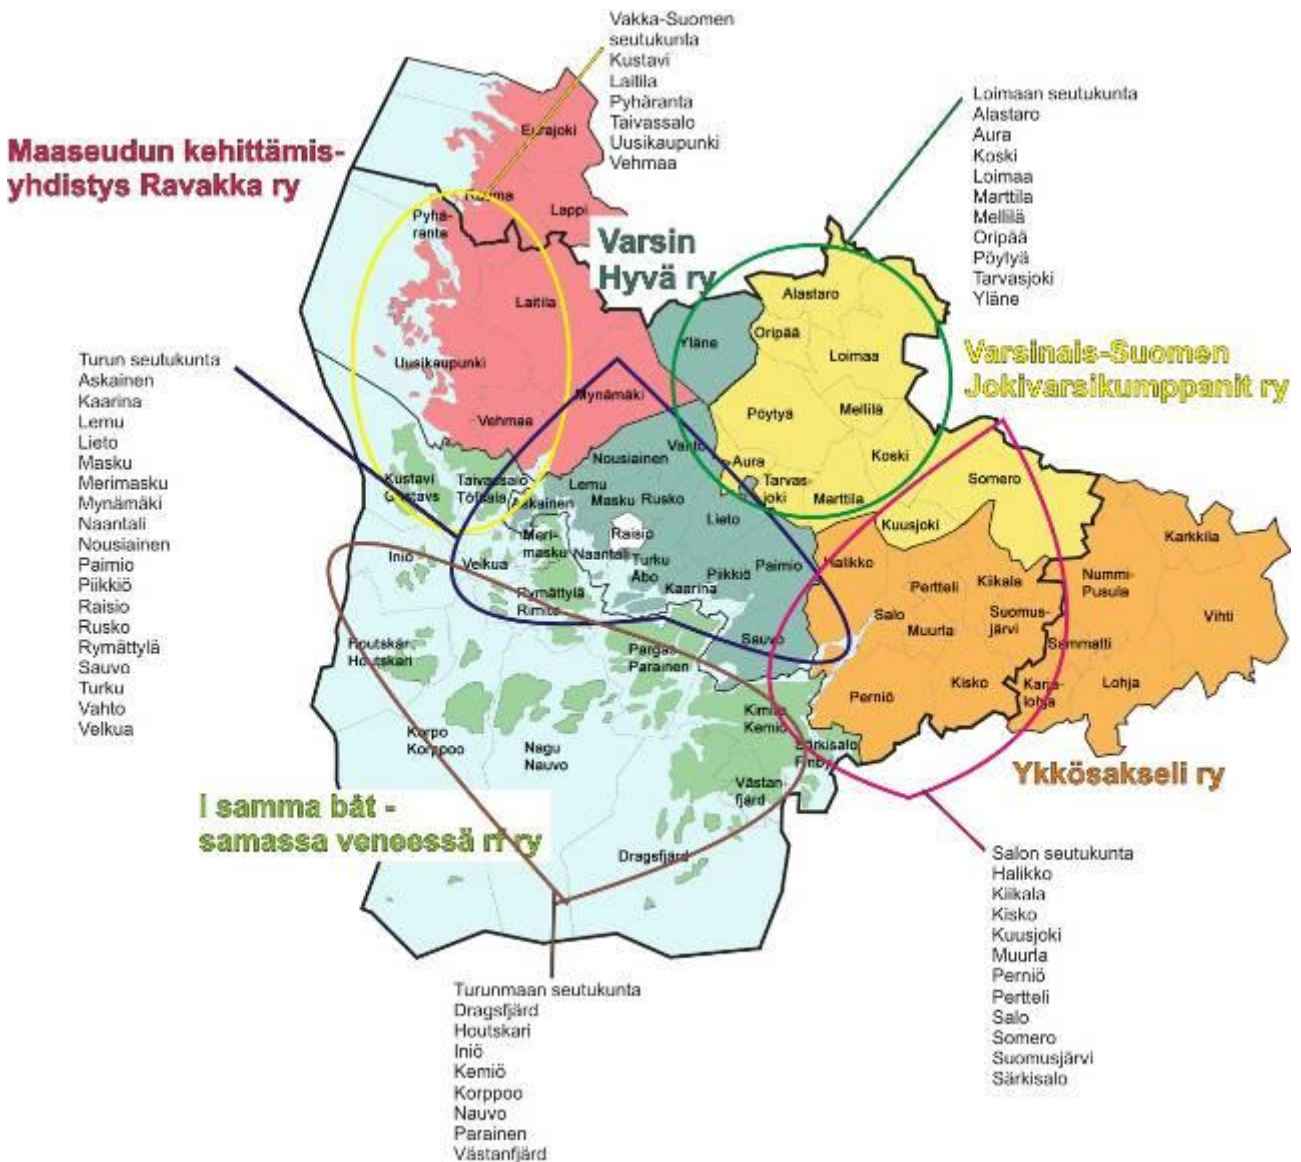 Vakka-Suomen
seutukunta
Kustavi
Laitila
Pyhäranta
Taivassalo
Uusikaupunki
Vehmaa
Loimaan seutukunta
Alastaro
Aura
Koski
Loimaa
Marttila
Mellilä
Oripää
Pöytyä
Tarvasjoki
Yläne
Maaseudun kehittämis-
yhdistys Ravakka ry
Varsin
Hyvä ry
Varsinais-Suomen
Jokivarsikumppanit ry
Turun seutukunta
Askainen
Kaarina
Lemu
Lieto
Masku
Merimasku
Mynämäki
Naantali
Nousiainen
Paimio
Piikkiö
Raisio
Rusko
Rymättylä
Sauvo
Turku
Vahto
Velkua
Eurajoki
Rauma
Lappi
Pyhä-
ranta
Laitila
Uusikaupunki
Vehmaa
Mynämäki
Yläne
Alastaro
Oripää
Loimaa
Pöytyä
Mellilä
Koski
Aura
Tarvas-
joki
Marttila
Somero
Kuusjoki
Vahto
Nousiainen
Lemu
Masku
Rusko
Askainen
Lieto
Raisio
Naantali
Turku
Åbo
Kaarina
Piikkiö
Paimio
Sauvo
Kustavi
Gustavs
Taivassalo
Tövsala
Iniö
Velkua
Meri-
masku
Rymättylä
Rimito
Houtskär
Houtskari
Pargas
Parainen
Korpo
Korppoo
Nagu
Nauvo
Kimito
Kemiö
Särkisalo
Finby
Västan-
fjärd
Dragsfjärd
Halikko
Pertteli
Kiikala
Salo
Muurla
Suomus-
järvi
Perniö
Kisko
Karkkila
Nummi-
Pusula
Vihti
Sammatti
Karja-
lohja
Lohja
Ykkösakseli ry
I samma båt -
samassa veneessä rf ry
Salon seutukunta
Halikko
Kiikala
Kisko
Kuusjoki
Muurla
Perniö
Pertteli
Salo
Somero
Suomusjärvi
Särkisalo
Turunmaan seutukunta
Dragsfjärd
Houtskari
Iniö
Kemiö
Korppoo
Nauvo
Parainen
Västanfjärd